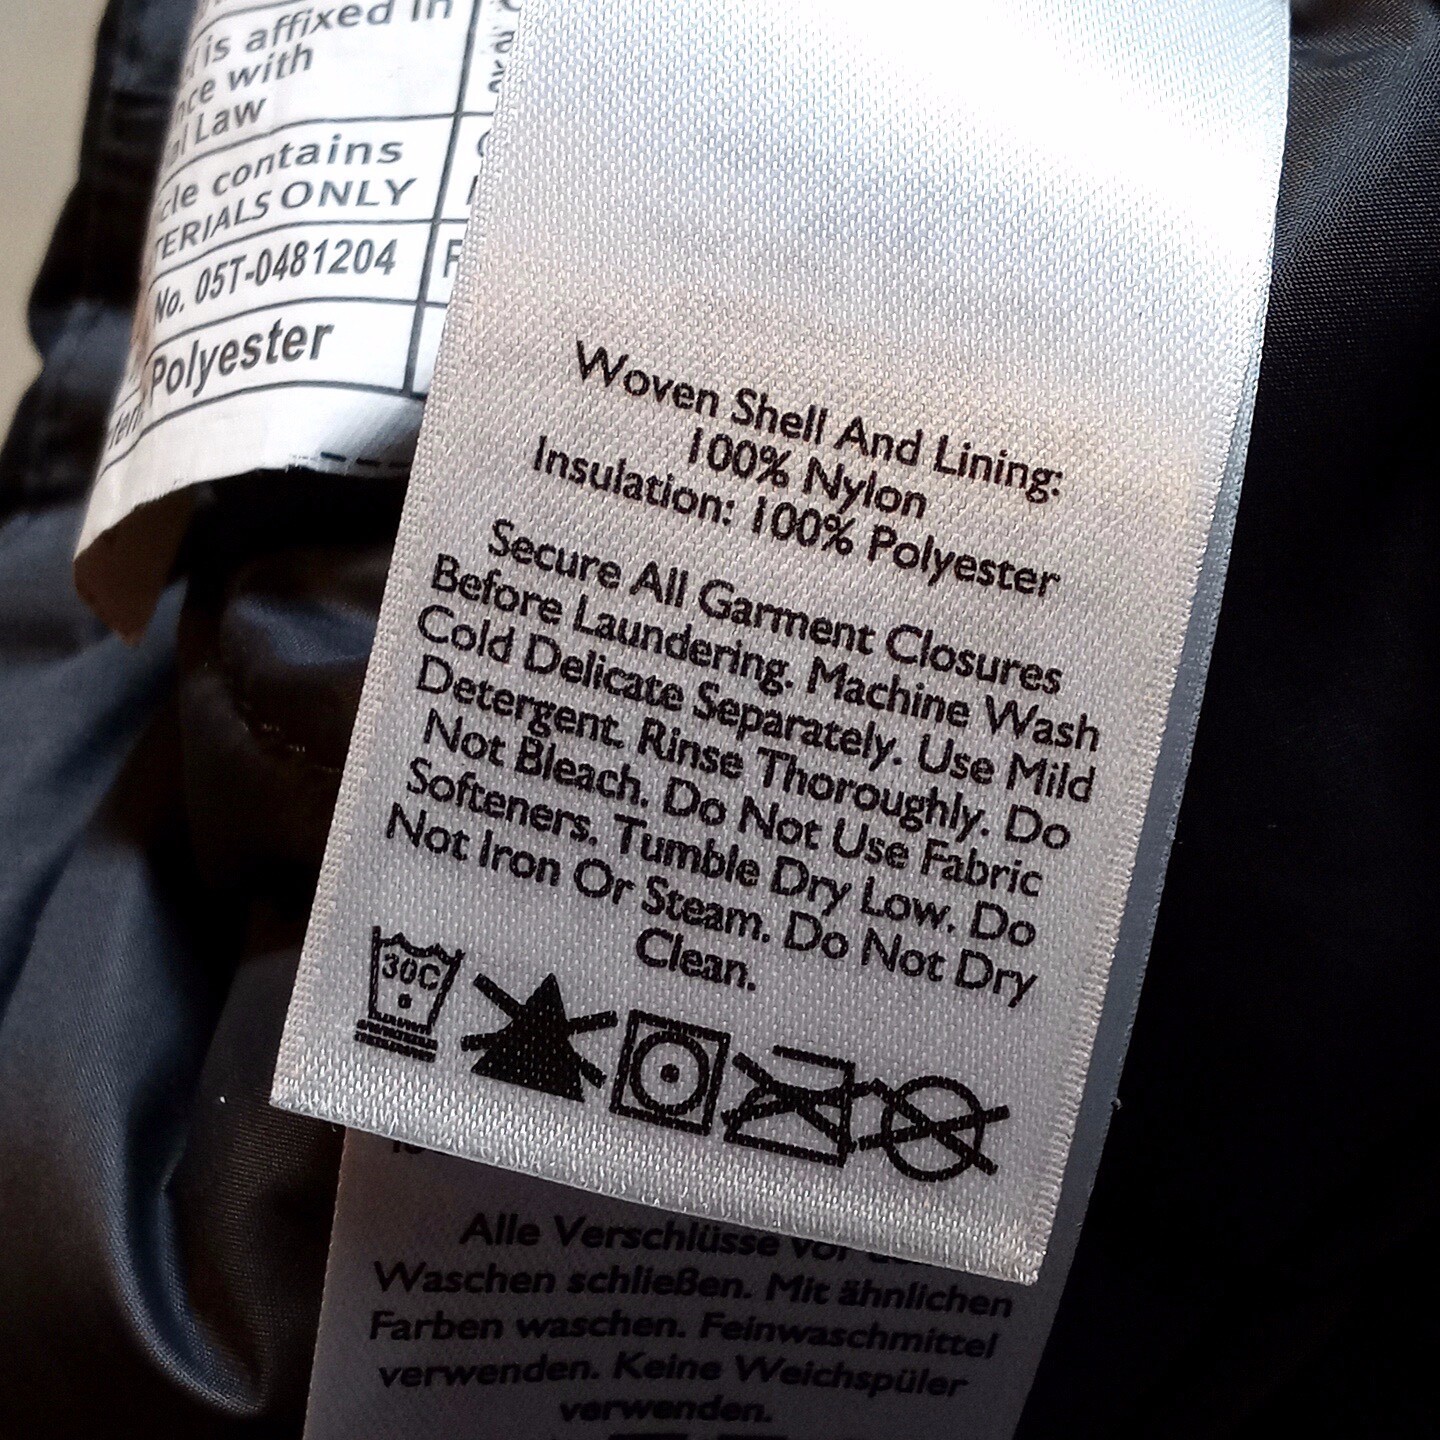 is affixed in
with
Law
contains
ONLY
No. 05T-0481204
Polyester
Woven Shell And Lining:
100% Nylon
Insulation: 100% Polyester
Secure All Garment Closures
Before Laundering. Machine Wash
Cold Delicate Separately. Use Mild
Detergent. Rinse Thoroughly. Do
Not Bleach. Do Not Use Fabric
Softeners. Tumble Dry Low. Do
Not Iron Or Steam. Do Not Dry
Clean.
30C
Alle Verschlüsse vor
Waschen schließen. Mit ähnlichen
Farben waschen. Feinwaschmittel
verwenden. Keine Weichspüler
verwenden.